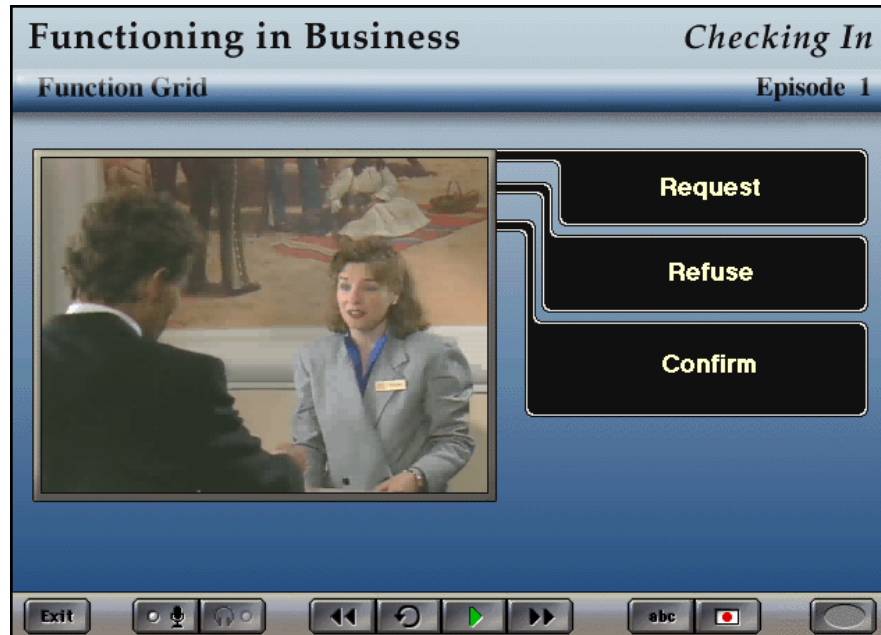 Functioning in Business
Checking In
Function Grid
Episode 1
Request
Refuse
Confirm
Exit
abc